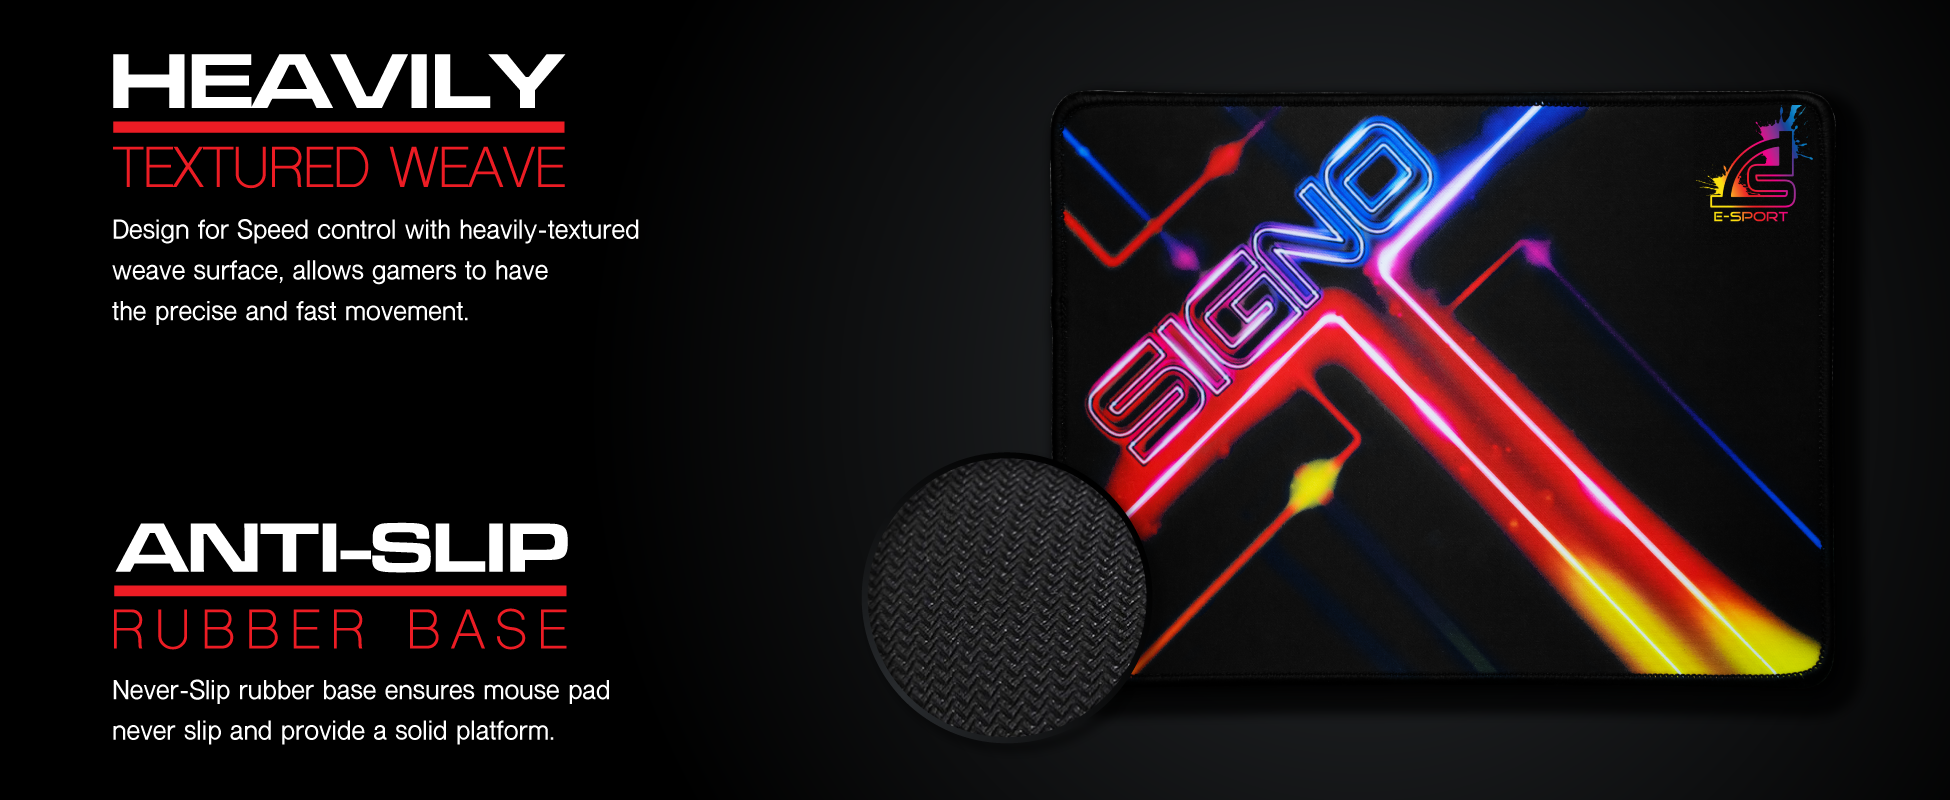 HEAVILY
TEXTURED WEAVE
Design for Speed control with heavily-textured
weave surface, allows gamers to have
the precise and fast movement.
ANTI-SLIP
RUBBER BASE
Never-Slip rubber base ensures mouse pad
never slip and provide a solid platform.
SIGNO
E-SPORT